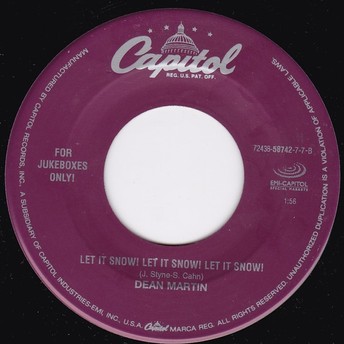 Capitol
REG. U.S. PAT. OFF.
FOR
JUKEBOXES
ONLY!
72438-58742-7-7-B
EMI-CAPITOL
SPECIAL MARKETS
1:56
LET IT SNOW! LET IT SNOW! LET IT SNOW!
(J. Styne-S. Cahn)
DEAN MARTIN
MANUFACTURED BY CAPITOL RECORDS, INC., A SUBSIDIARY OF CAPITOL INDUSTRIES-EMI, INC., U.S.A. Capitol MARCA REG. ALL RIGHTS RESERVED. UNAUTHORIZED DUPLICATION IS A VIOLATION OF APPLICABLE LAWS.